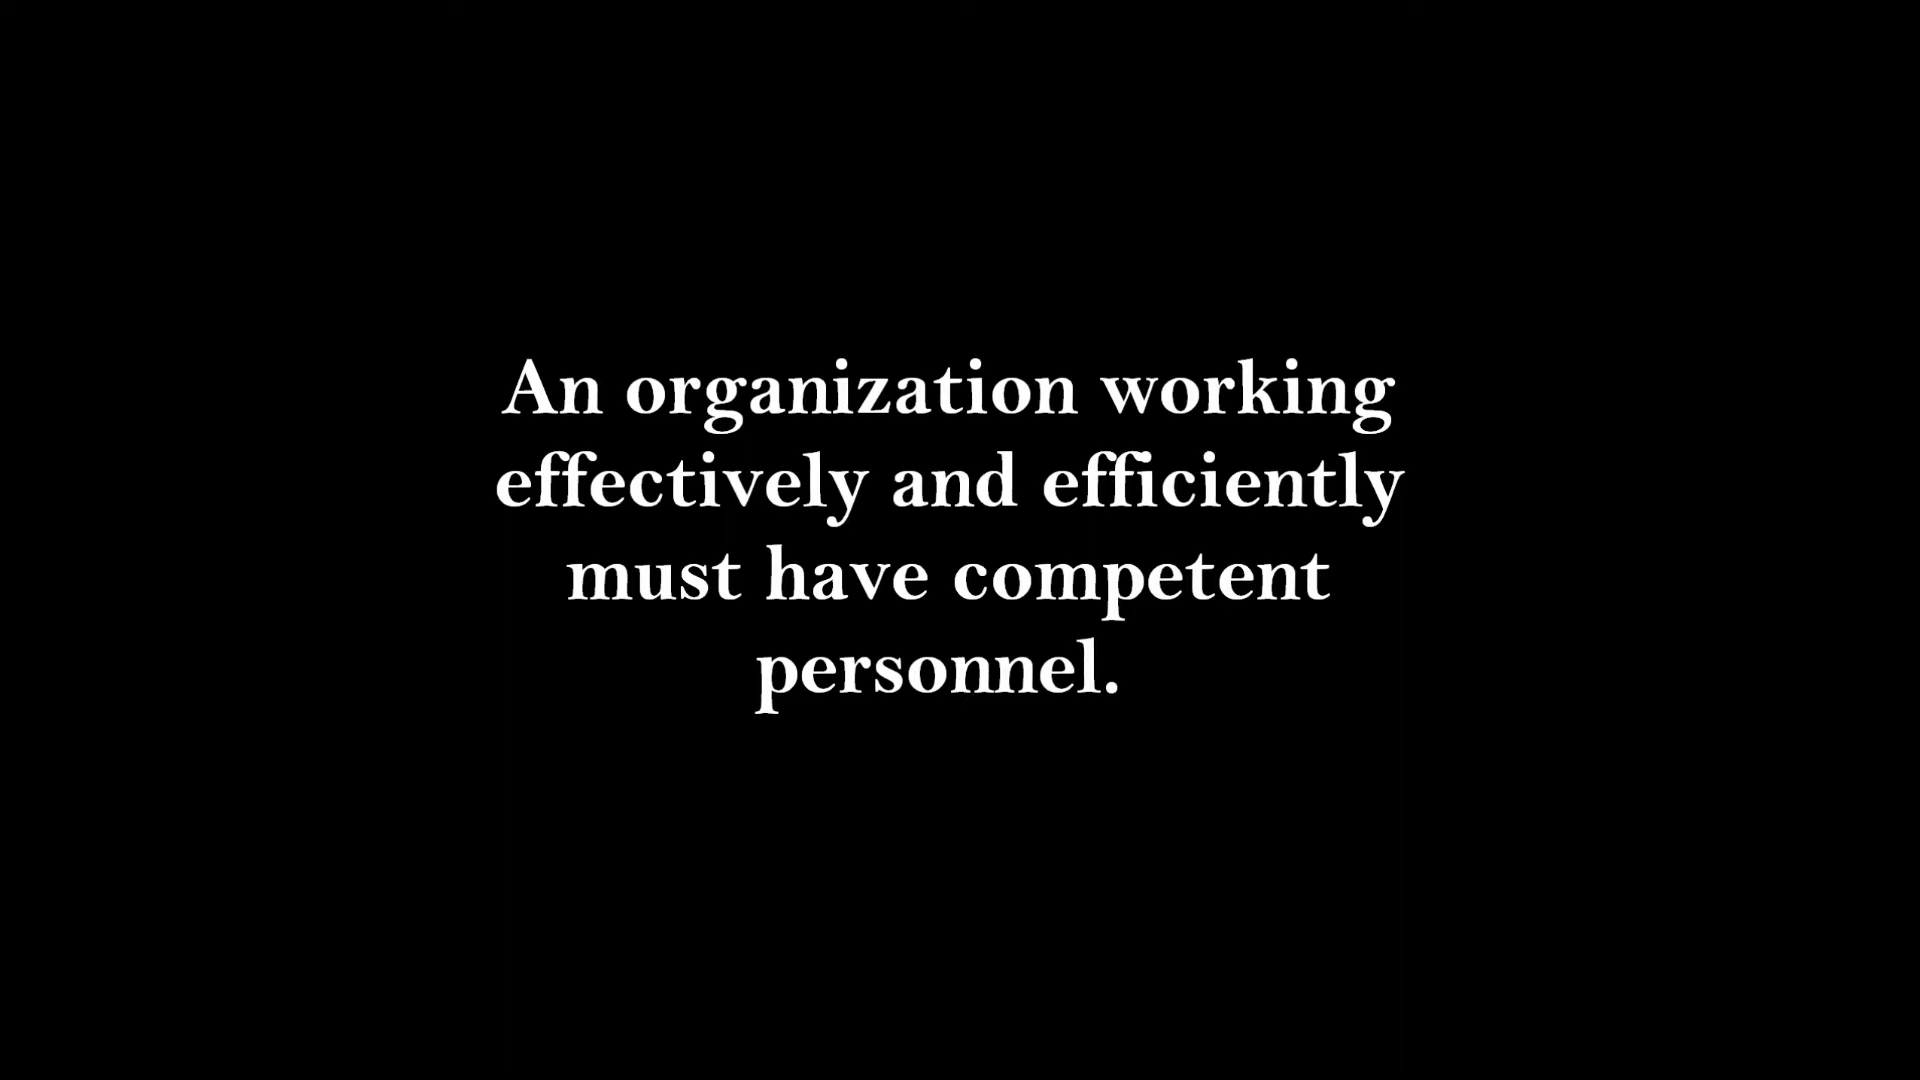 An organization working
effectively and efficiently
must have competent
personnel.